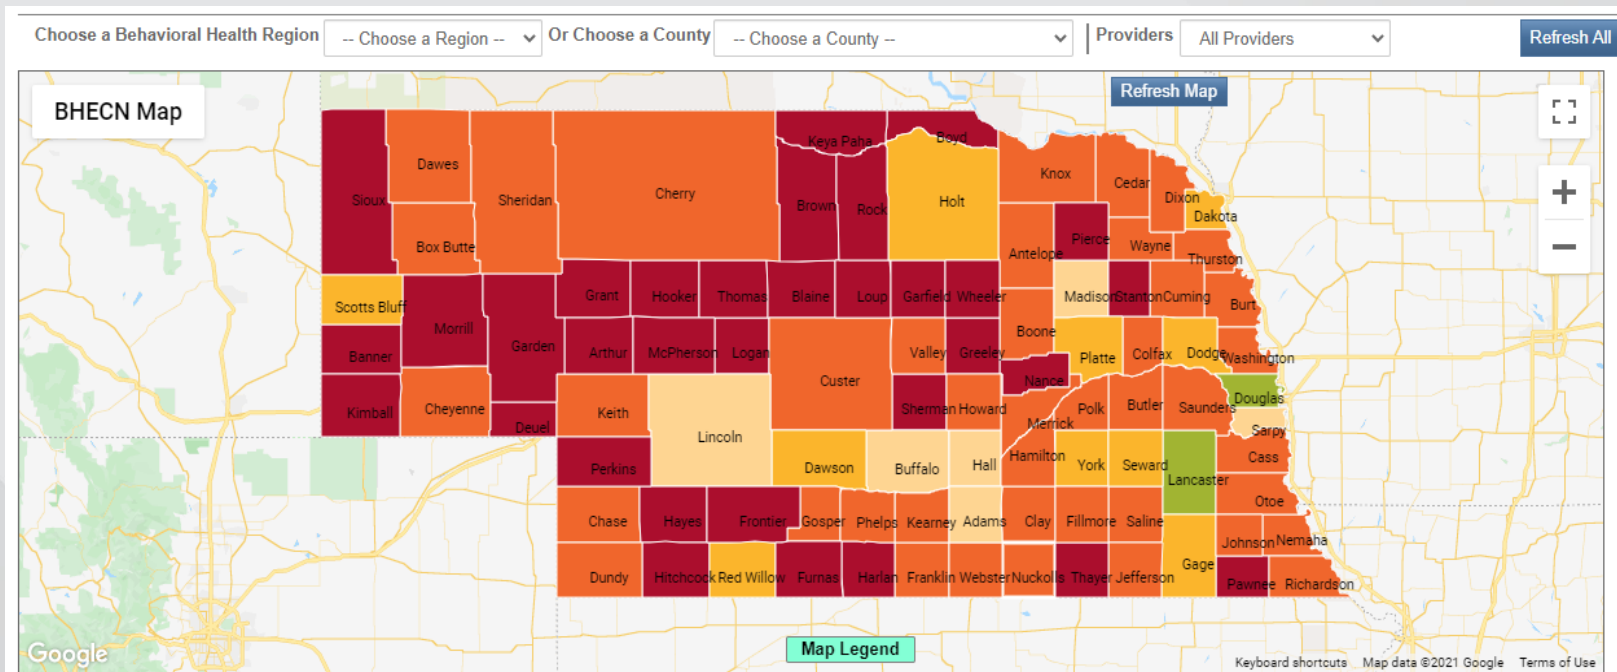 Choose a Behavioral Health Region -- Choose a Region -- Or Choose a County -- Choose a County -- Providers All Providers Refresh All
BHECN Map
Refresh Map
Keya Paha Boyd
Dawes
Sioux Sheridan Cherry Brown Rock Holt Knox Cedar Dixon Dakota
Box Butte Antelope Pierce Wayne Thurston
Scotts Bluff Grant Hooker Thomas Blaine Loup Garfield Wheeler Madison Stanton Cuming Burt
Morrill Boone
Banner Garden Arthur McPherson Logan Valley Greeley Platte Colfax Dodge Washington
Custer Nance
Kimball Cheyenne Keith Sherman Howard Polk Butler Saunders Douglas
Deuel Lincoln Merrick Sarpy
Perkins Dawson Buffalo Hall Hamilton York Seward Cass
Lancaster
Otoe
Chase Hayes Frontier Gosper Phelps Kearney Adams Clay Fillmore Saline
Johnson Nemaha
Dundy Hitchcock Red Willow Furnas Harlan Franklin Webster Nuckolls Thayer Jefferson Gage
Pawnee Richardson
Map Legend
Google
Keyboard shortcuts Map data ©2021 Google Terms of Use